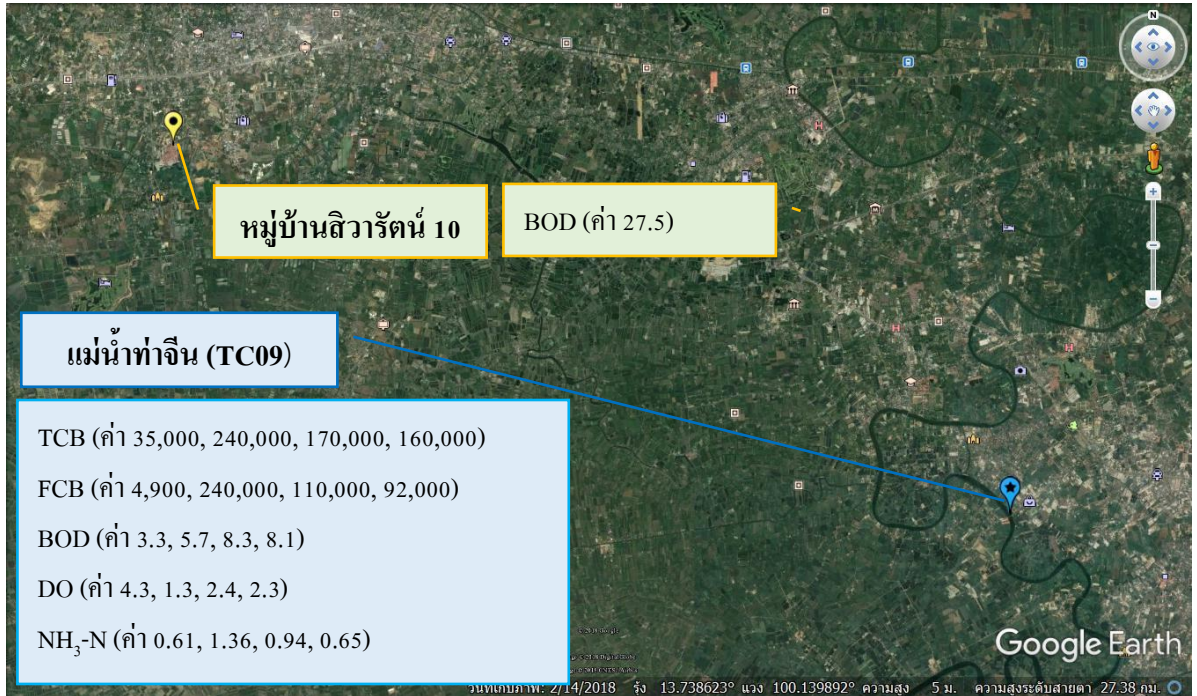 N
หมู่บ้านสิวารัตน์ 10
BOD (ค่า 27.5)
แม่น้ำท่าจีน (TC09)
TCB (ค่า 35,000, 240,000, 170,000, 160,000)
FCB (ค่า 4,900, 240,000, 110,000, 92,000)
BOD (ค่า 3.3, 5.7, 8.3, 8.1)
DO (ค่า 4.3, 1.3, 2.4, 2.3)
NH₃-N (ค่า 0.61, 1.36, 0.94, 0.65)
Google Earth
วันที่เก็บภาพ: 2/14/2018 รุ้ง 13.738623° แวง 100.139892° ความสูง 5 ม. ความสูงระดับสายตา 27.38 กม.